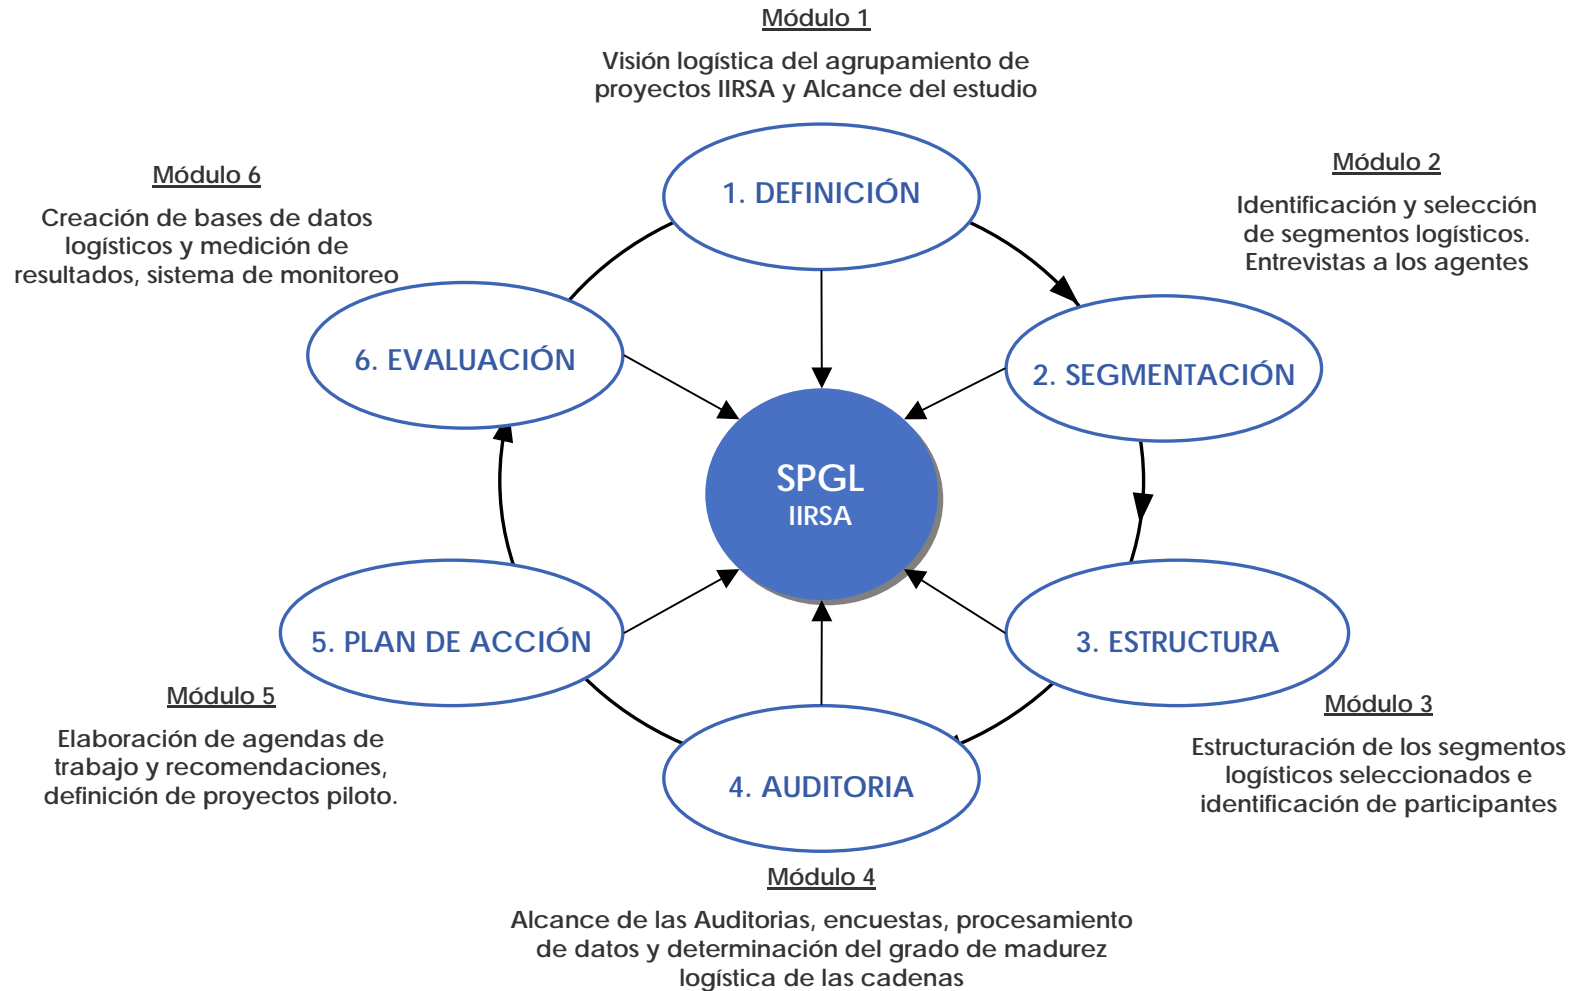 Módulo 1
Visión logística del agrupamiento de
proyectos IIRSA y Alcance del estudio
1. DEFINICIÓN
Módulo 2
Identificación y selección
de segmentos logísticos.
Entrevistas a los agentes
2. SEGMENTACIÓN
Módulo 6
Creación de bases de datos
logísticos y medición de
resultados, sistema de monitoreo
6. EVALUACIÓN
SPGL
IIRSA
3. ESTRUCTURA
Módulo 3
Estructuración de los segmentos
logísticos seleccionados e
identificación de participantes
5. PLAN DE ACCIÓN
Módulo 5
Elaboración de agendas de
trabajo y recomendaciones,
definición de proyectos piloto.
4. AUDITORIA
Módulo 4
Alcance de las Auditorias, encuestas, procesamiento
de datos y determinación del grado de madurez
logística de las cadenas